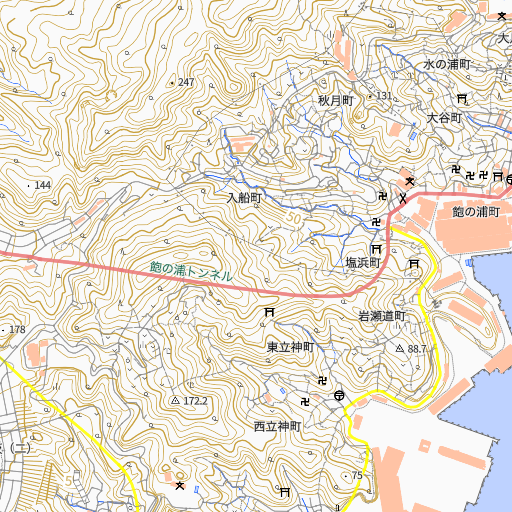 水の浦町
247
秋月町
131
大谷町
144
入船町
飽の浦町
塩浜町
飽の浦トンネル
岩瀬道町
178
東立神町
88.7
172.2
西立神町
75